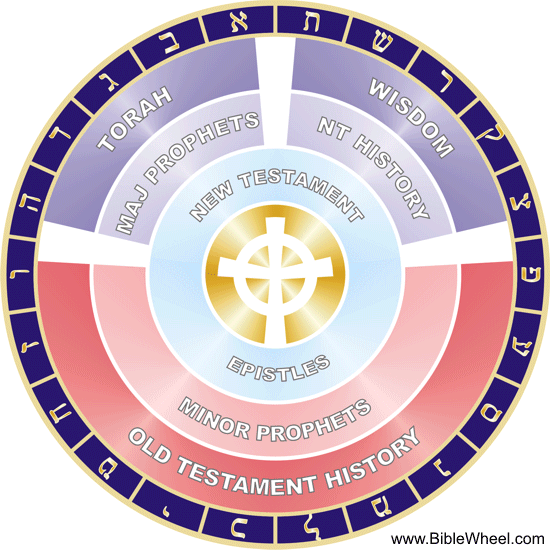 א
ב
ג
ד
ה
ו
ז
ח
ט
י
כ
ל
מ
נ
ס
ע
פ
צ
ק
ר
ש
ת
TORAH
WISDOM
MAJ PROPHETS
NT HISTORY
NEW TESTAMENT
EPISTLES
MINOR PROPHETS
OLD TESTAMENT HISTORY
www.BibleWheel.com